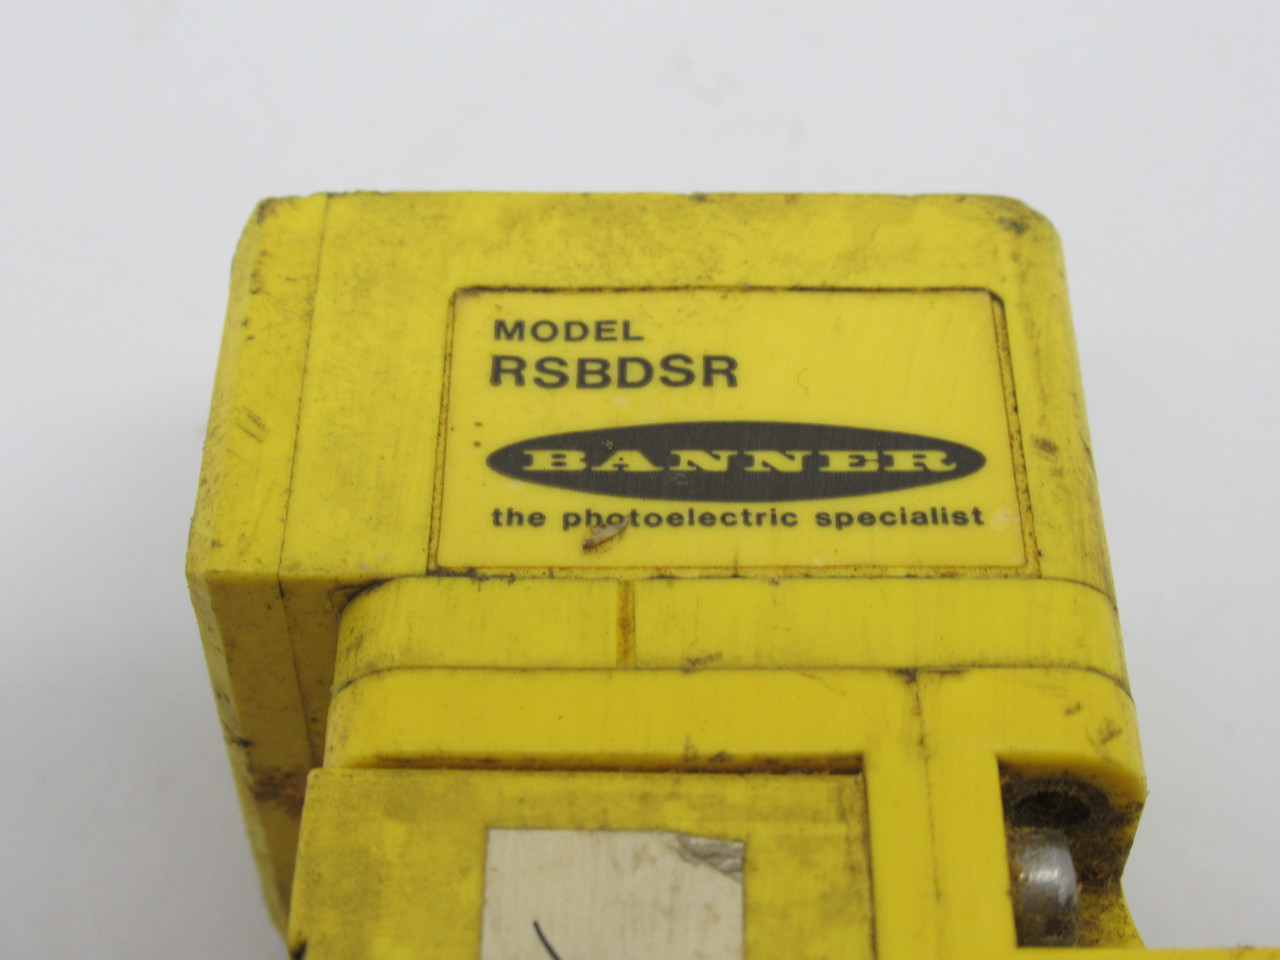 MODEL
RSBDSR
BANNER
the photoelectric specialist